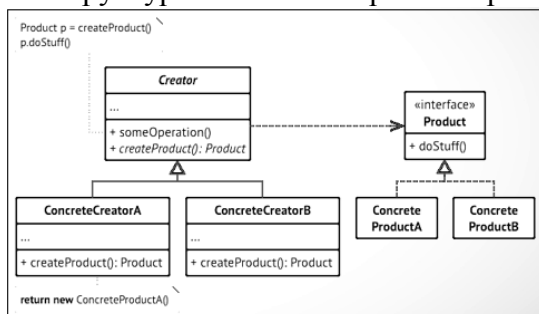 Product p = createProduct()
p.doStuff()
Creator
...
+ someOperation()
+ createProduct(): Product
«interface»
Product
+ doStuff()
ConcreteCreatorA
...
+ createProduct(): Product
ConcreteCreatorB
...
+ createProduct(): Product
Concrete
ProductA
Concrete
ProductB
return new ConcreteProductA()